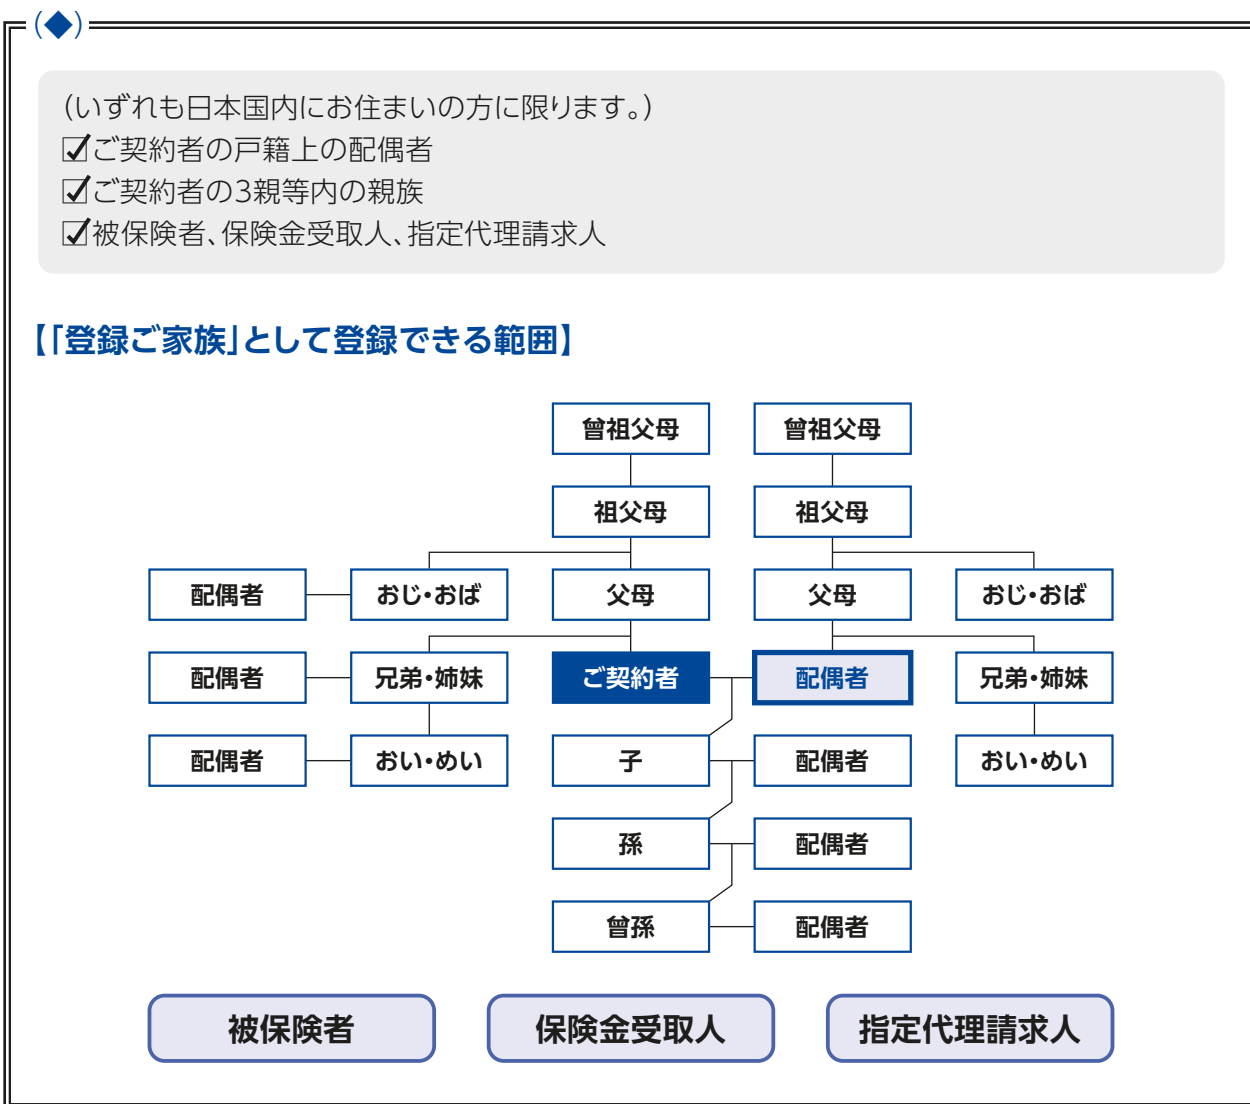 (◆)
(いずれも日本国内にお住まいの方に限ります。)
☑ご契約者の戸籍上の配偶者
☑ご契約者の3親等内の親族
☑被保険者、保険金受取人、指定代理請求人
【「登録ご家族」として登録できる範囲】
曾祖父母 曾祖父母
祖父母 祖父母
配偶者 おじ・おば 父母 父母 おじ・おば
配偶者 兄弟・姉妹 ご契約者 配偶者 兄弟・姉妹
配偶者 おい・めい 子 配偶者 おい・めい
孫 配偶者
曾孫 配偶者
被保険者 保険金受取人 指定代理請求人